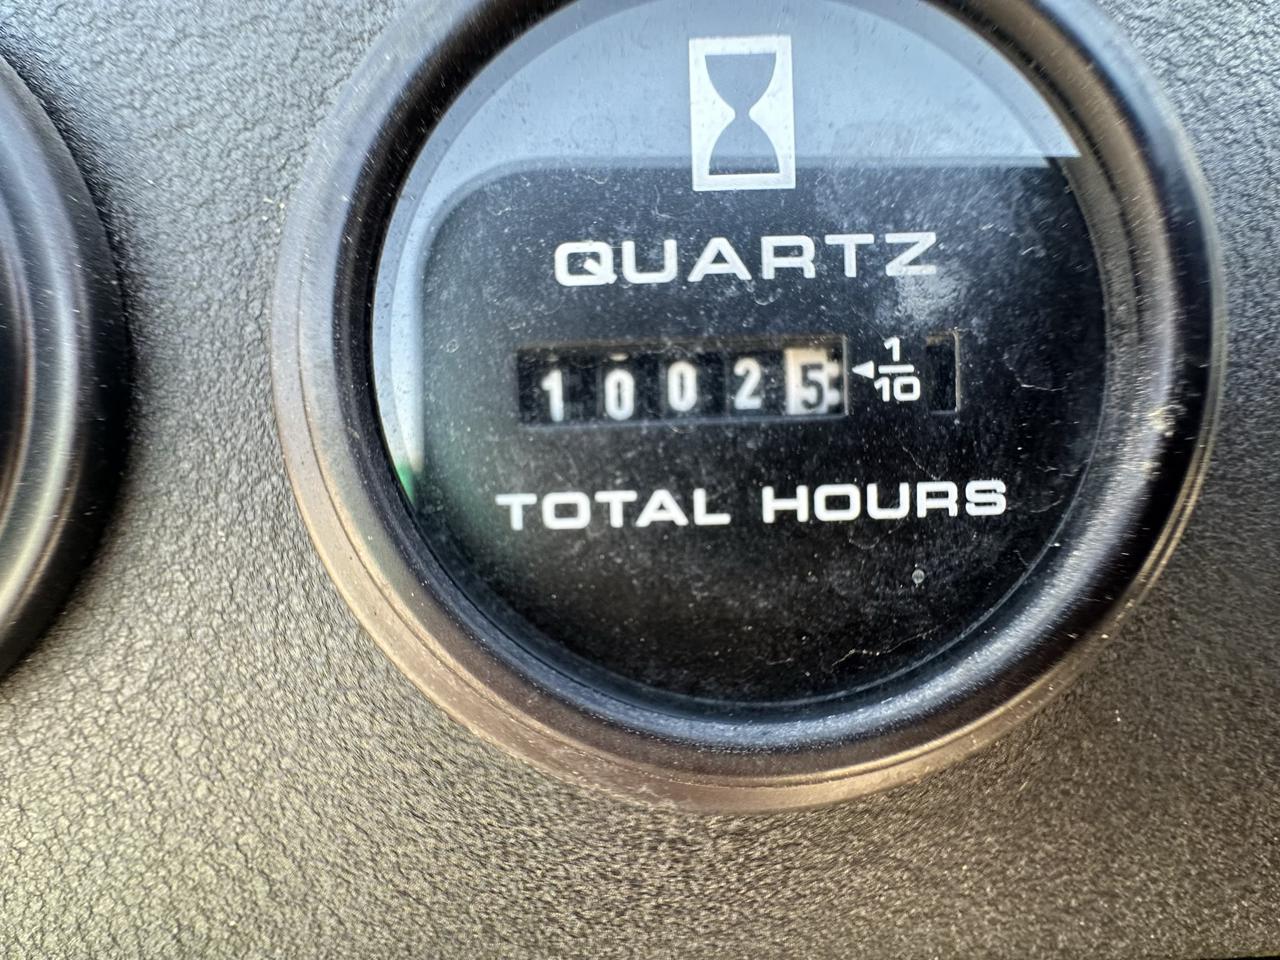 QUARTZ
10025 ◄1/10
TOTAL HOURS